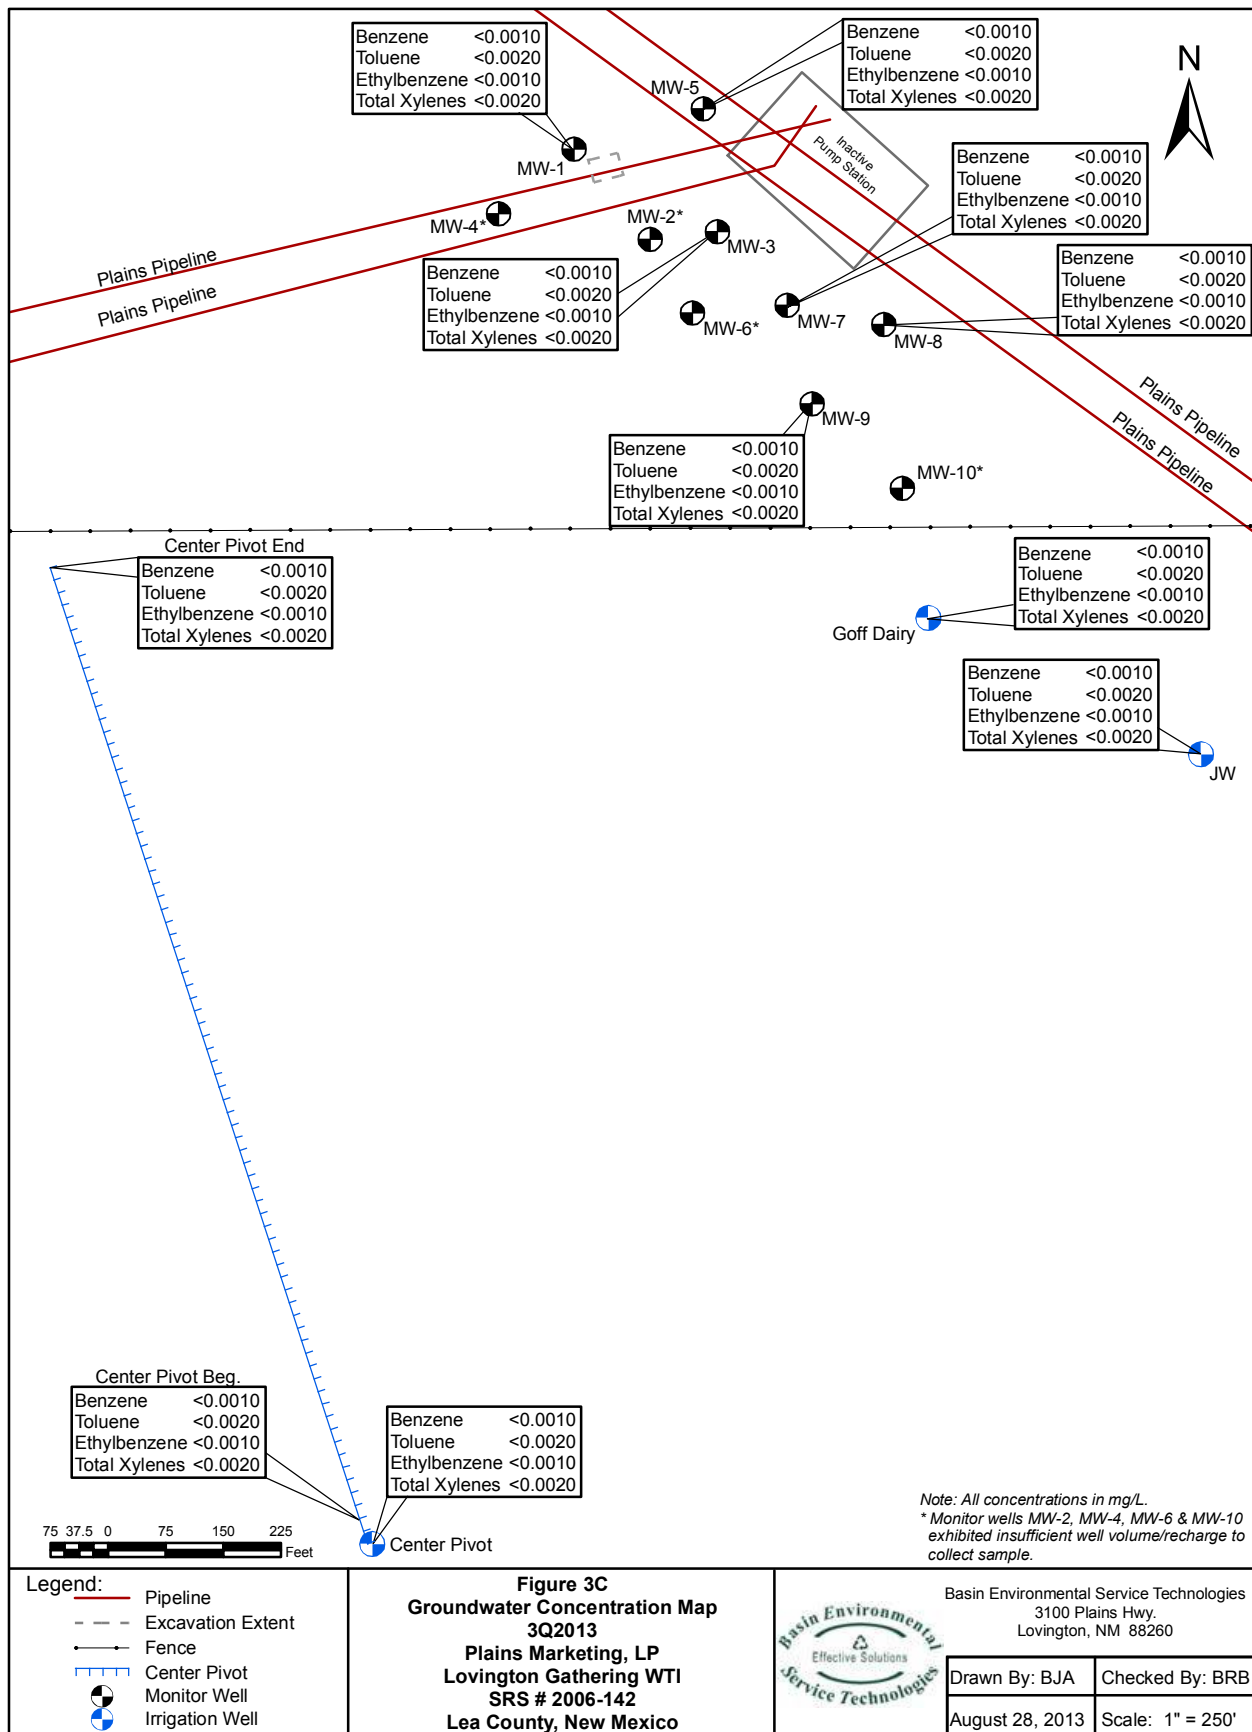 Benzene <0.0010
Toluene <0.0020
Ethylbenzene <0.0010
Total Xylenes <0.0020
MW-1
MW-5
Benzene <0.0010
Toluene <0.0020
Ethylbenzene <0.0010
Total Xylenes <0.0020
N
Inactive
Pump Station
Benzene <0.0010
Toluene <0.0020
Ethylbenzene <0.0010
Total Xylenes <0.0020
MW-4*
MW-2*
MW-3
Plains Pipeline
Plains Pipeline
Benzene <0.0010
Toluene <0.0020
Ethylbenzene <0.0010
Total Xylenes <0.0020
MW-6*
MW-7
Benzene <0.0010
Toluene <0.0020
Ethylbenzene <0.0010
Total Xylenes <0.0020
MW-8
Plains Pipeline
Plains Pipeline
MW-9
Benzene <0.0010
Toluene <0.0020
Ethylbenzene <0.0010
Total Xylenes <0.0020
MW-10*
Center Pivot End
Benzene <0.0010
Toluene <0.0020
Ethylbenzene <0.0010
Total Xylenes <0.0020
Benzene <0.0010
Toluene <0.0020
Ethylbenzene <0.0010
Total Xylenes <0.0020
Goff Dairy
Benzene <0.0010
Toluene <0.0020
Ethylbenzene <0.0010
Total Xylenes <0.0020
JW
Center Pivot Beg.
Benzene <0.0010
Toluene <0.0020
Ethylbenzene <0.0010
Total Xylenes <0.0020
Benzene <0.0010
Toluene <0.0020
Ethylbenzene <0.0010
Total Xylenes <0.0020
Center Pivot
75 37.5 0 75 150 225
Feet
Note: All concentrations in mg/L.
* Monitor wells MW-2, MW-4, MW-6 & MW-10
exhibited insufficient well volume/recharge to
collect sample.
Legend:
Pipeline
Excavation Extent
Fence
Center Pivot
Monitor Well
Irrigation Well
Figure 3C
Groundwater Concentration Map
3Q2013
Plains Marketing, LP
Lovington Gathering WTI
SRS # 2006-142
Lea County, New Mexico
Basin Environmental
Effective Solutions
Service Technologies
Basin Environmental Service Technologies
3100 Plains Hwy.
Lovington, NM 88260
Drawn By: BJA
Checked By: BRB
August 28, 2013
Scale: 1" = 250'